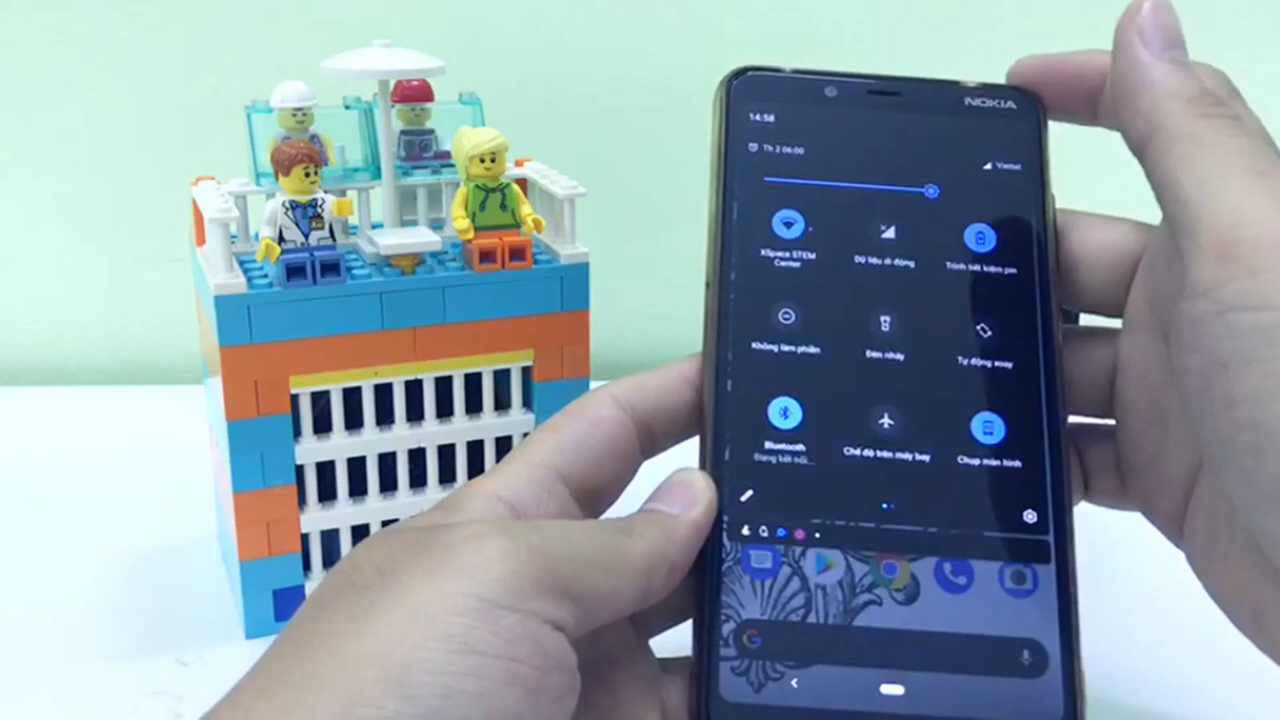 NOKIA
14:58
Th 2 06:00
Viettel
XSpace STEM
Center
Dữ liệu di động
Trình tiết kiệm pin
Không làm phiền
Đèn nháy
Tự động xoay
Bluetooth
Đang kết nối...
Chế độ trên máy bay
Chụp màn hình